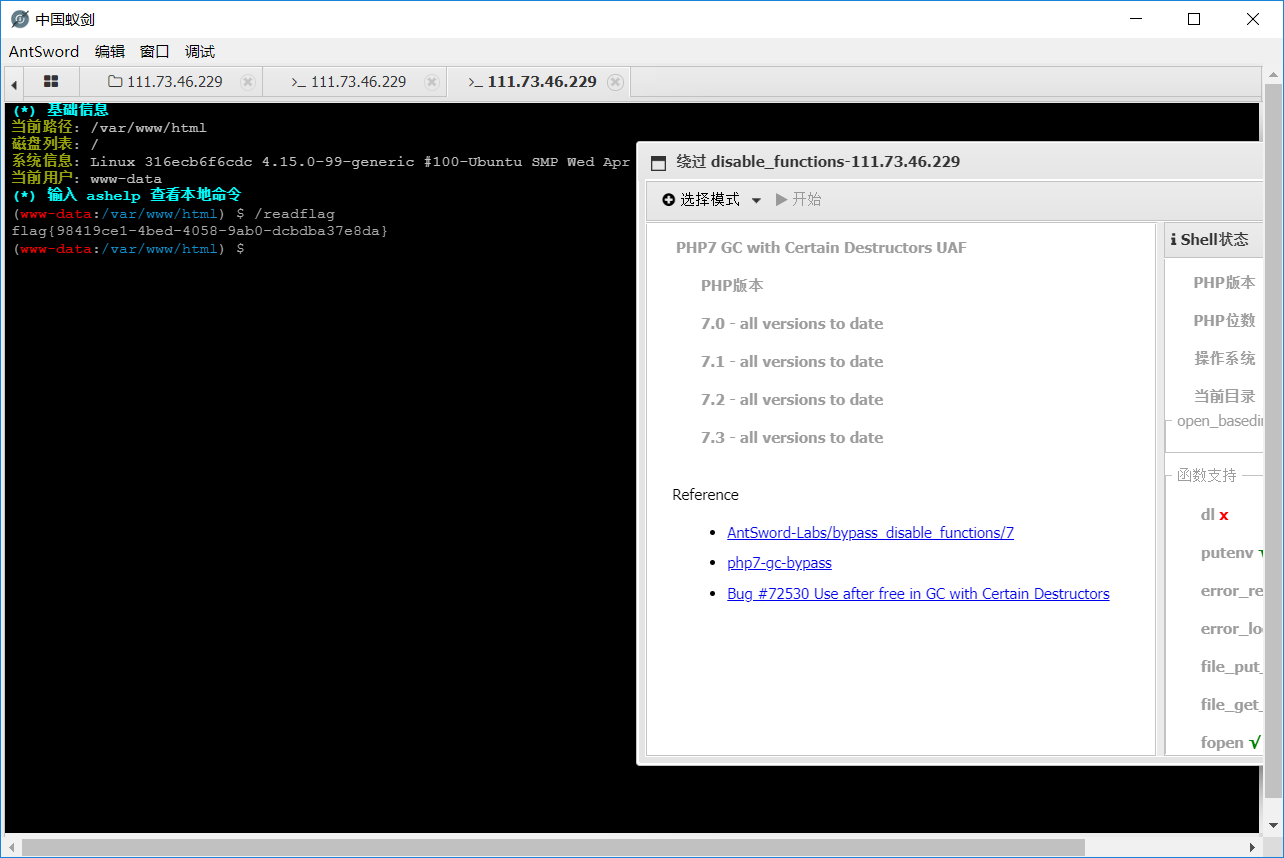 中国蚁剑
AntSword 编辑 窗口 调试
111.73.46.229 >_ 111.73.46.229 >_ 111.73.46.229
(*) 基础信息
当前路径: /var/www/html
磁盘列表: /
系统信息: Linux 316ecb6f6cdc 4.15.0-99-generic #100-Ubuntu SMP Wed Apr
当前用户: www-data
(*) 输入 ashelp 查看本地命令
(www-data:/var/www/html) $ /readflag
flag{98419ce1-4bed-4058-9ab0-dcbdba37e8da}
(www-data:/var/www/html) $
绕过 disable_functions-111.73.46.229
选择模式 开始
PHP7 GC with Certain Destructors UAF
PHP版本
7.0 - all versions to date
7.1 - all versions to date
7.2 - all versions to date
7.3 - all versions to date
Reference
AntSword-Labs/bypass_disable_functions/7
php7-gc-bypass
Bug #72530 Use after free in GC with Certain Destructors
Shell状态
PHP版本
PHP位数
操作系统
当前目录
open_basedi
函数支持
dl x
putenv √
error_re
error_lo
file_put_
file_get_
fopen √